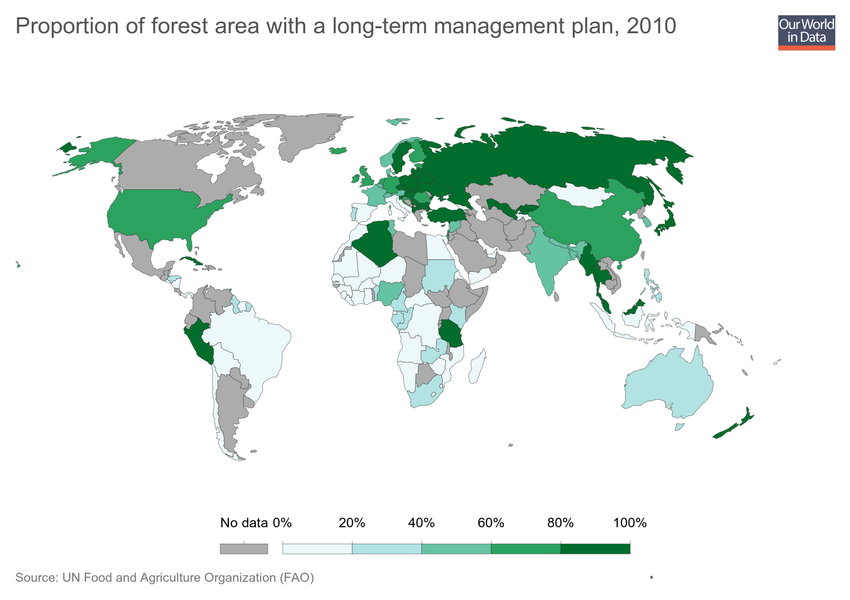 Proportion of forest area with a long-term management plan, 2010
Our World
in Data
No data 0% 20% 40% 60% 80% 100%
Source: UN Food and Agriculture Organization (FAO)